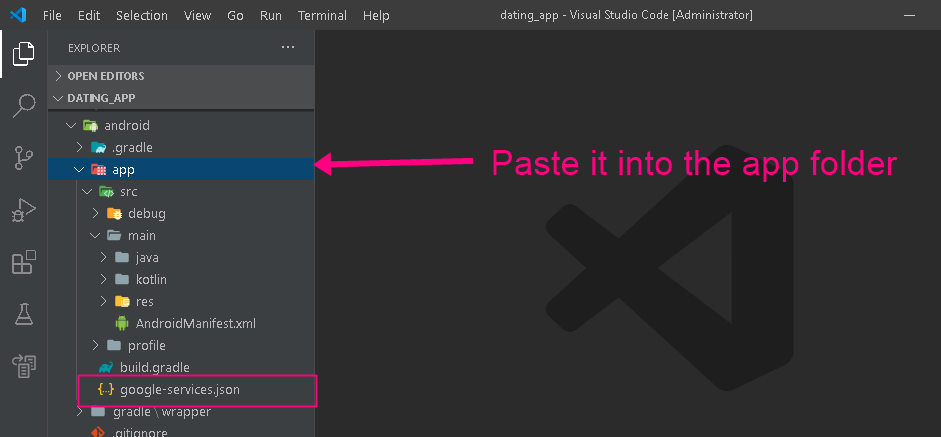 File Edit Selection View Go Run Terminal Help dating_app - Visual Studio Code [Administrator]
EXPLORER ...
OPEN EDITORS
DATING_APP
android
.gradle
app
Paste it into the app folder
src
debug
main
java
kotlin
res
AndroidManifest.xml
profile
build.gradle
{..} google-services.json
gradle \ wrapper
.gitignore